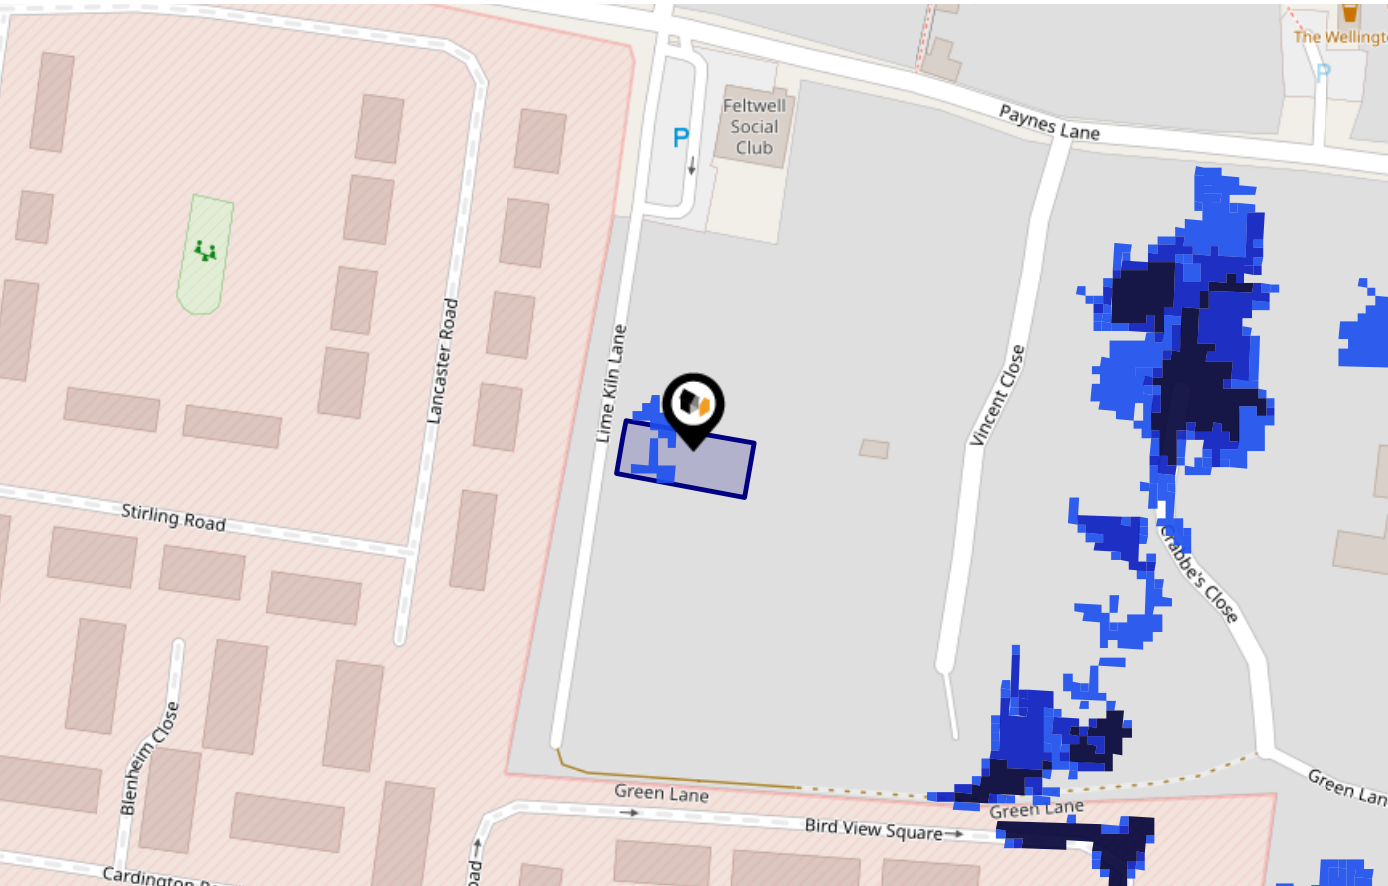 The Wellingt
P
Feltwell
Social
Club
P
Paynes Lane
Lancaster Road
Lime Kiln Lane
Vincent Close
Stirling Road
Crabbe's Close
Blenheim Close
Green Lane
Green Lan
Green Lane
Bird View Square
oad
Cardington